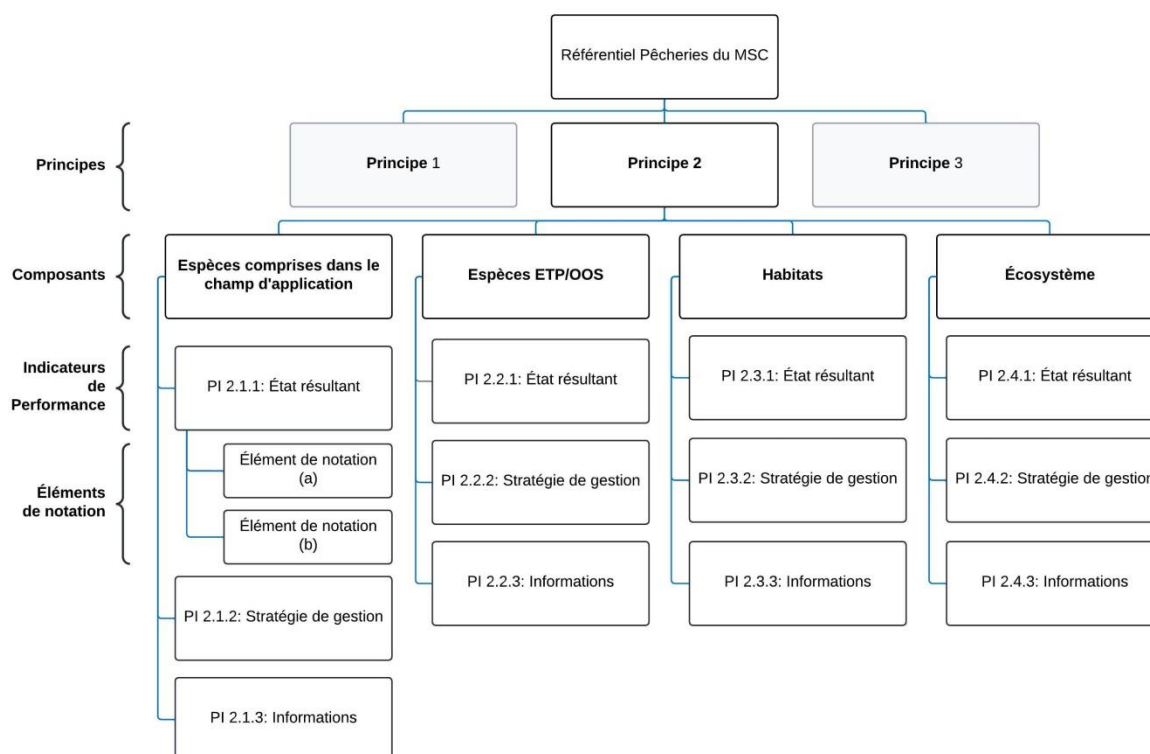 Référentiel Pêcheries du MSC
Principes
Principe 1
Principe 2
Principe 3
Composants
Espèces comprises dans le
champ d'application
Espèces ETP/OOS
Habitats
Écosystème
Indicateurs
de
Performance
PI 2.1.1: État résultant
PI 2.2.1: État résultant
PI 2.3.1: État résultant
PI 2.4.1: État résultant
Éléments
de notation
Élément de notation
(a)
Élément de notation
(b)
PI 2.2.2: Stratégie de gestion
PI 2.3.2: Stratégie de gestion
PI 2.4.2: Stratégie de gestion
PI 2.2.3: Informations
PI 2.3.3: Informations
PI 2.4.3: Informations
PI 2.1.2: Stratégie de gestion
PI 2.1.3: Informations